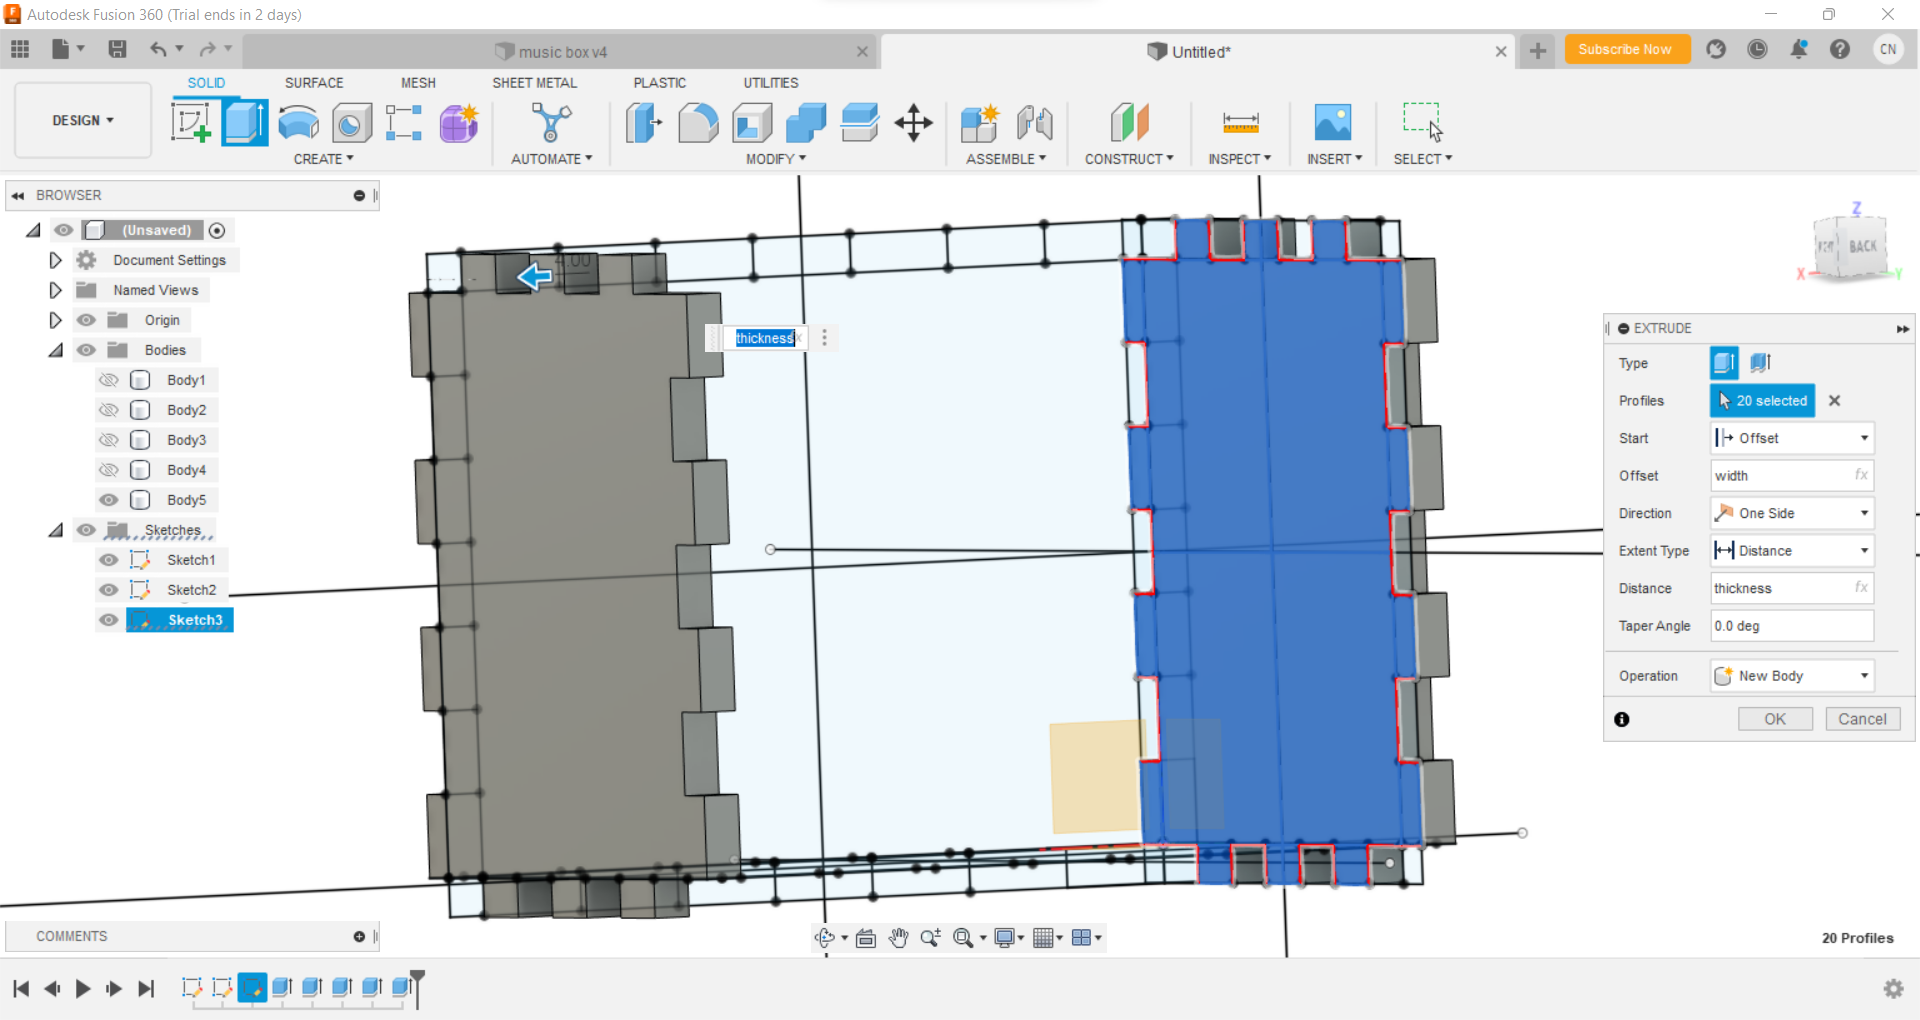 Autodesk Fusion 360 (Trial ends in 2 days)
music box v4
Untitled*
Subscribe Now
CN
DESIGN
SOLID
SURFACE
MESH
SHEET METAL
PLASTIC
UTILITIES
CREATE
AUTOMATE
MODIFY
ASSEMBLE
CONSTRUCT
INSPECT
INSERT
SELECT
BROWSER
(Unsaved)
Document Settings
Named Views
Origin
Bodies
Body1
Body2
Body3
Body4
Body5
Sketches
Sketch1
Sketch2
Sketch3
4.00
thickness
Z
BACK
X
Y
EXTRUDE
Type
Profiles
20 selected
Start
Offset
Offset
width
fx
Direction
One Side
Extent Type
Distance
Distance
thickness
fx
Taper Angle
0.0 deg
Operation
New Body
OK
Cancel
COMMENTS
20 Profiles